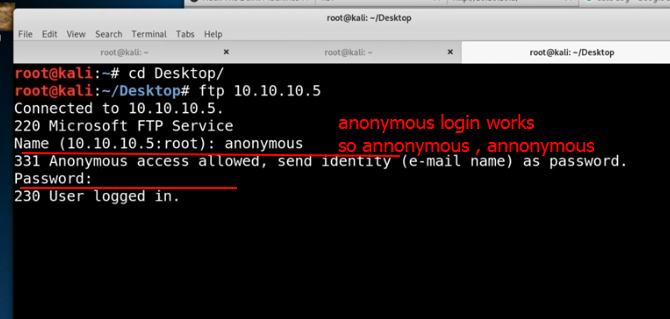 root@kali: ~/Desktop
File Edit View Search Terminal Tabs Help
root@kali: ~ × root@kali: ~ × root@kali: ~/Desktop
root@kali:~# cd Desktop/
root@kali:~/Desktop# ftp 10.10.10.5
Connected to 10.10.10.5.
220 Microsoft FTP Service
anonymous login works
Name (10.10.10.5:root): anonymous
so annonymous , annonymous
331 Anonymous access allowed, send identity (e-mail name) as password.
Password:
230 User logged in.